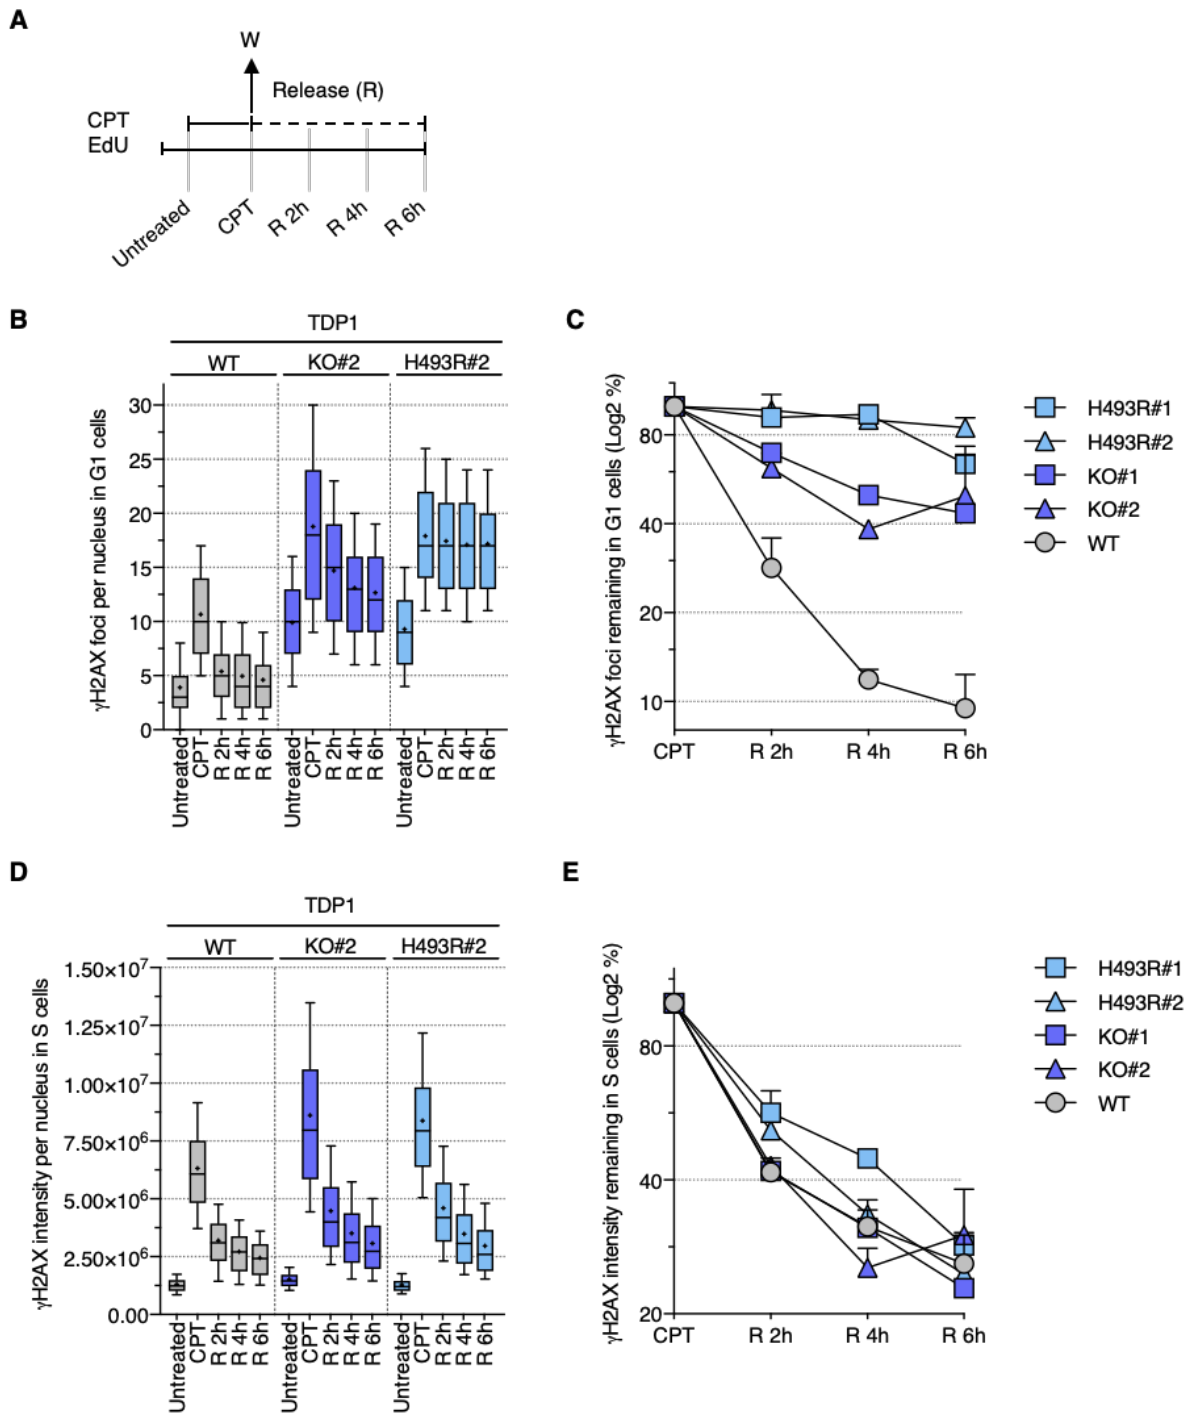 A
W
Release (R)
CPT
EdU
Untreated
CPT
R 2h
R 4h
R 6h
B
TDP1
WT
KO#2
H493R#2
γH2AX foci per nucleus in G1 cells
30
25
20
15
10
5
0
Untreated
CPT
R 2h
R 4h
R 6h
Untreated
CPT
R 2h
R 4h
R 6h
Untreated
CPT
R 2h
R 4h
R 6h
C
γH2AX foci remaining in G1 cells (Log2 %)
80
40
20
10
CPT
R 2h
R 4h
R 6h
H493R#1
H493R#2
KO#1
KO#2
WT
D
TDP1
WT
KO#2
H493R#2
γH2AX intensity per nucleus in S cells
1.50×10⁷
1.25×10⁷
1.00×10⁷
7.50×10⁶
5.00×10⁶
2.50×10⁶
0.00
Untreated
CPT
R 2h
R 4h
R 6h
Untreated
CPT
R 2h
R 4h
R 6h
Untreated
CPT
R 2h
R 4h
R 6h
E
γH2AX intensity remaining in S cells (Log2 %)
80
40
20
CPT
R 2h
R 4h
R 6h
H493R#1
H493R#2
KO#1
KO#2
WT